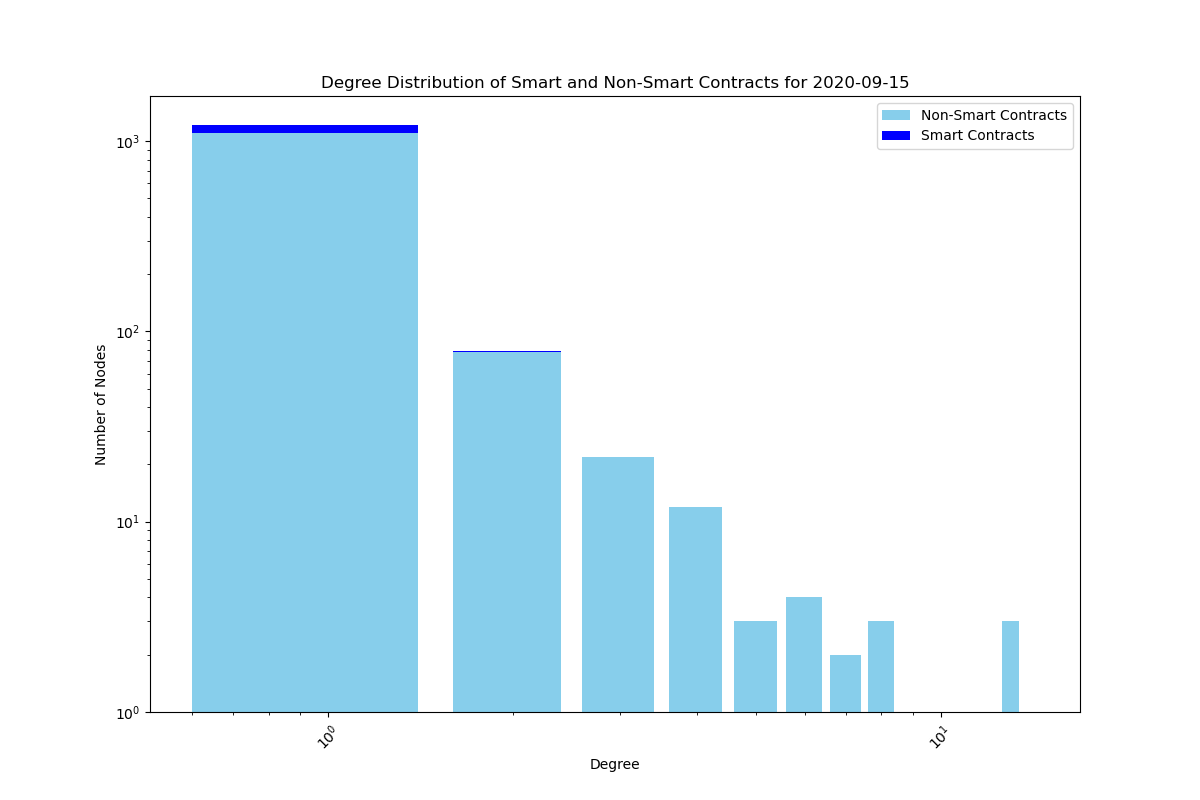 Degree Distribution of Smart and Non-Smart Contracts for 2020-09-15
Non-Smart Contracts
Smart Contracts
Number of Nodes
10³
10²
10¹
10⁰
10⁰
10¹
Degree